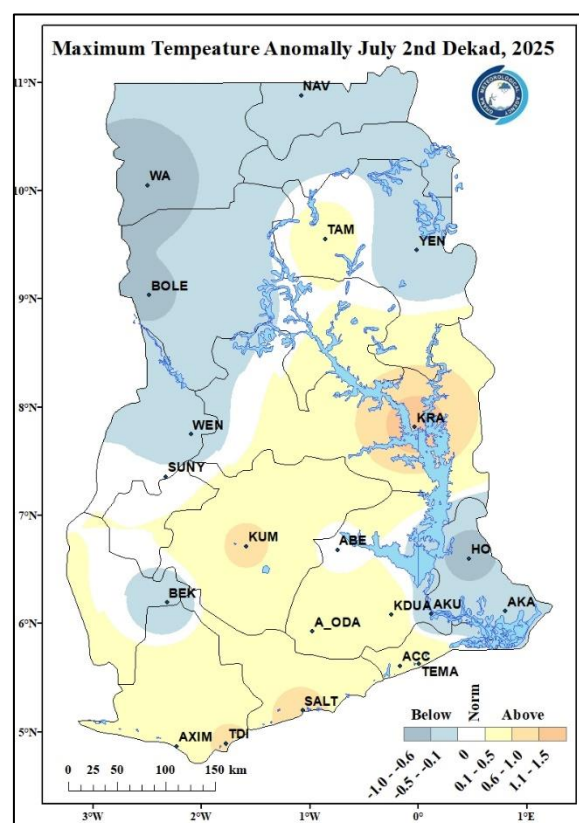 Maximum Tempeature Anomally July 2nd Dekad, 2025
11°N
10°N
9°N
8°N
7°N
6°N
5°N
NAV
WA
TAM
YEN
BOLE
KRA
WEN
SUNY
KUM
ABE
HO
BEK
KDUA
AKU
AKA
A_ODA
ACC
TEMA
SALT
TDI
AXIM
Below
Norm
Above
-1.0 - -0.6
-0.5 - -0.1
0
0.1 - 0.5
0.6 - 1.0
1.1 - 1.5
0 25 50 100 150 km
3°W 2°W 1°W 0° 1°E